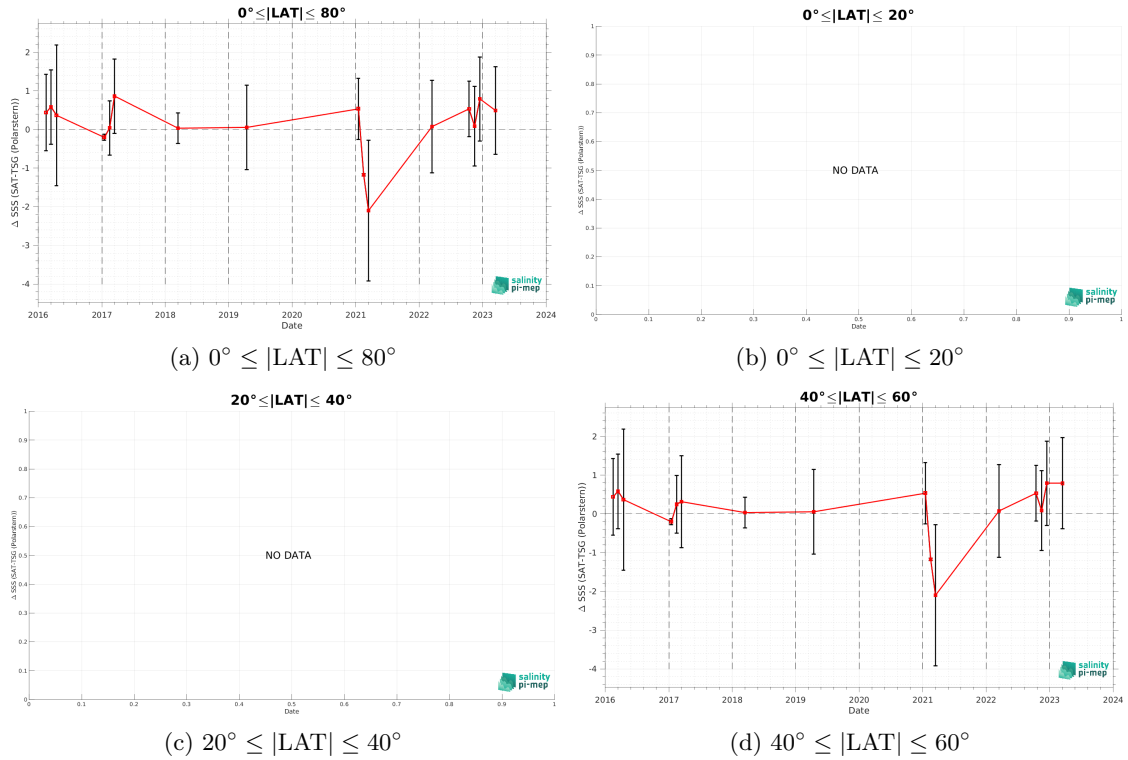 0°≤|LAT|≤ 80°
Δ SSS (SAT-TSG (Polarstern))
2
1
0
-1
-2
-3
-4
2016 2017 2018 2019 2020 2021 2022 2023 2024
Date
salinity
pi-mep
(a) 0° ≤ |LAT| ≤ 80°
0°≤|LAT|≤ 20°
Δ SSS (SAT-TSG (Polarstern))
1
0.9
0.8
0.7
0.6
0.5
0.4
0.3
0.2
0.1
0
NO DATA
0 0.1 0.2 0.3 0.4 0.5 0.6 0.7 0.8 0.9 1
Date
salinity
pi-mep
(b) 0° ≤ |LAT| ≤ 20°
20°≤|LAT|≤ 40°
Δ SSS (SAT-TSG (Polarstern))
1
0.9
0.8
0.7
0.6
0.5
0.4
0.3
0.2
0.1
0
NO DATA
0 0.1 0.2 0.3 0.4 0.5 0.6 0.7 0.8 0.9 1
Date
salinity
pi-mep
(c) 20° ≤ |LAT| ≤ 40°
40°≤|LAT|≤ 60°
Δ SSS (SAT-TSG (Polarstern))
2
1
0
-1
-2
-3
-4
2016 2017 2018 2019 2020 2021 2022 2023 2024
Date
salinity
pi-mep
(d) 40° ≤ |LAT| ≤ 60°